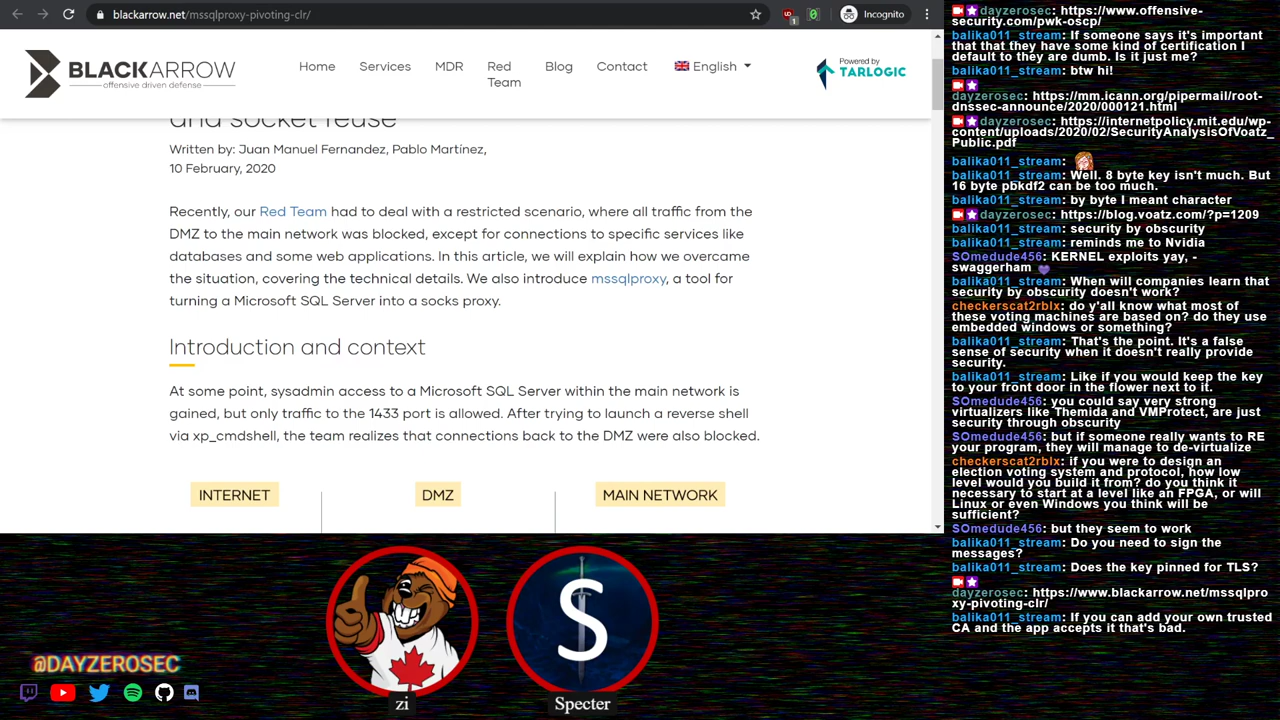 blackarrow.net/mssqlproxy-pivoting-clr/
1
Incognito
BLACKARROW
offensive driven defense
Home
Services
MDR
Red
Team
Blog
Contact
English
Powered by
TARLOGIC
and socket reuse
Written by: Juan Manuel Fernandez, Pablo Martínez,
10 February, 2020
Recently, our Red Team had to deal with a restricted scenario, where all traffic from the
DMZ to the main network was blocked, except for connections to specific services like
databases and some web applications. In this article, we will explain how we overcame
the situation, covering the technical details. We also introduce mssqlproxy, a tool for
turning a Microsoft SQL Server into a socks proxy.
Introduction and context
At some point, sysadmin access to a Microsoft SQL Server within the main network is
gained, but only traffic to the 1433 port is allowed. After trying to launch a reverse shell
via xp_cmdshell, the team realizes that connections back to the DMZ were also blocked.
INTERNET
DMZ
MAIN NETWORK
dayzerosec: https://www.offensive-
security.com/pwk-oscp/
balika011_stream: If someone says it's important
that that they have some kind of certification I
default to they are dumb. Is it just me?
balika011_stream: btw hi!
dayzerosec: https://mm.icann.org/pipermail/root-
dnssec-announce/2020/000121.html
dayzerosec: https://internetpolicy.mit.edu/wp-
content/uploads/2020/02/SecurityAnalysisOfVoatz_
Public.pdf
balika011_stream:
balika011_stream: Well. 8 byte key isn't much. But
16 byte pbkdf2 can be too much.
balika011_stream: by byte I meant character
dayzerosec: https://blog.voatz.com/?p=1209
balika011_stream: security by obscurity
balika011_stream: reminds me to Nvidia
SOmedude456: KERNEL exploits yay, -
swaggerham
balika011_stream: When will companies learn that
security by obscurity doesn't work?
checkerscat2rblx: do y'all know what most of
these voting machines are based on? do they use
embedded windows or something?
balika011_stream: That's the point. It's a false
sense of security when it doesn't really provide
security.
balika011_stream: Like if you would keep the key
to your front door in the flower next to it.
SOmedude456: you could say very strong
virtualizers like Themida and VMProtect, are just
security through obscurity
SOmedude456: but if someone really wants to RE
your program, they will manage to de-virtualize
checkerscat2rblx: if you were to design an
election voting system and protocol, how low
level would you build it from? do you think it
necessary to start at a level like an FPGA, or will
Linux or even Windows you think will be
sufficient?
SOmedude456: but they seem to work
balika011_stream: Do you need to sign the
messages?
balika011_stream: Does the key pinned for TLS?
dayzerosec: https://www.blackarrow.net/mssqlpro
xy-pivoting-clr/
balika011_stream: If you can add your own trusted
CA and the app accepts it that's bad.
@DAYZEROSEC
S
zi
Specter